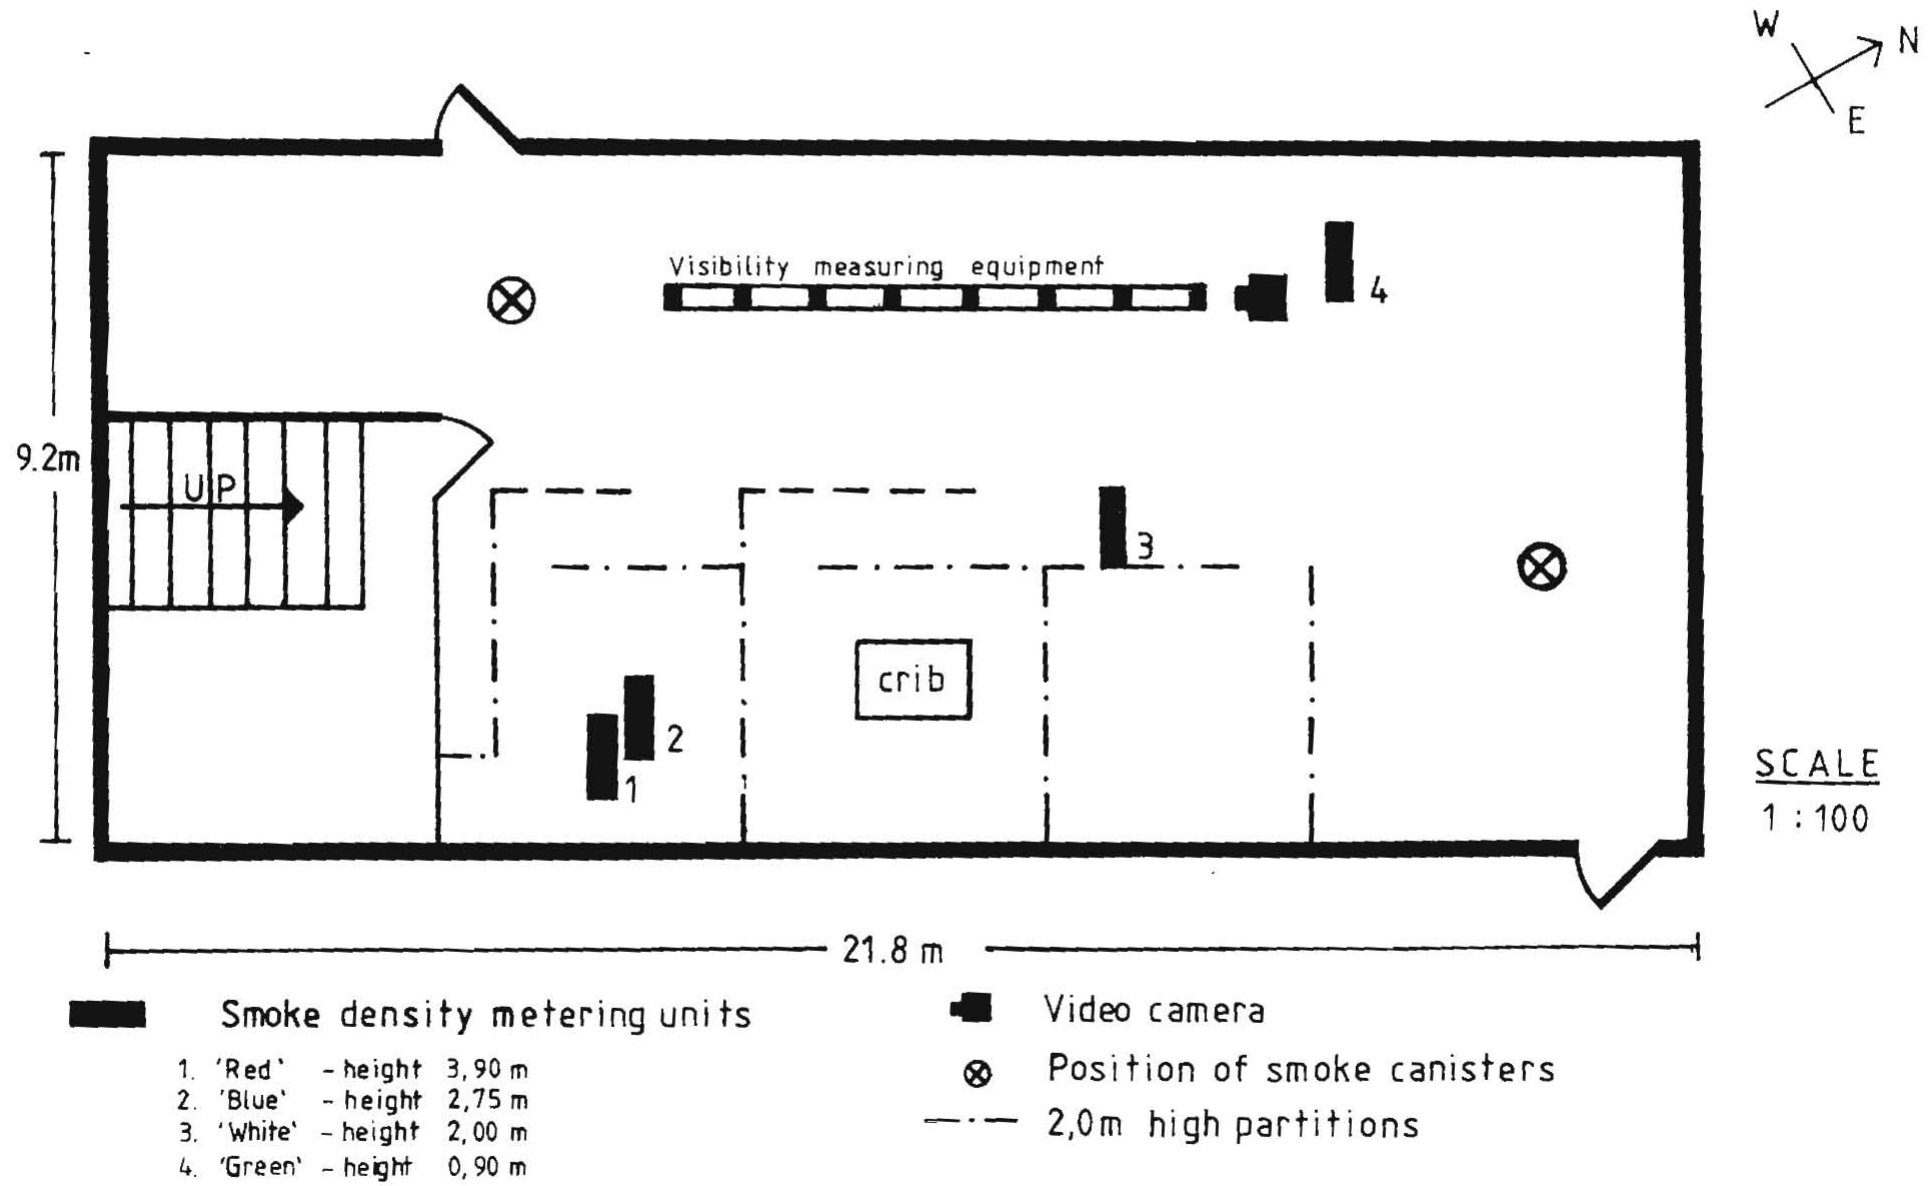 W
N
E
Visibility measuring equipment
4
9.2m
UP
3
crib
2
1
SCALE
1 : 100
21.8 m
Smoke density metering units
1. 'Red' - height 3,90 m
2. 'Blue' - height 2,75 m
3. 'White' - height 2,00 m
4. 'Green' - height 0,90 m
Video camera
Position of smoke canisters
2,0m high partitions